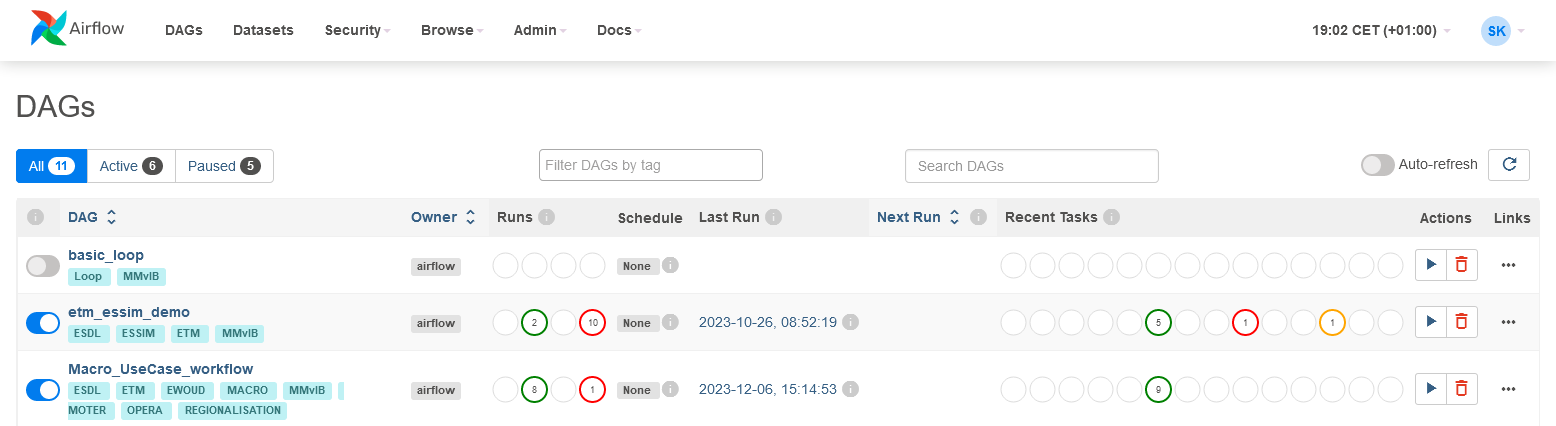 Airflow DAGs Datasets Security Browse Admin Docs 19:02 CET (+01:00) SK
DAGs
All 11 Active 6 Paused 5 Filter DAGs by tag Search DAGs Auto-refresh
i DAG Owner Runs i Schedule Last Run i Next Run i Recent Tasks i Actions Links
basic_loop
Loop MMvIB airflow None i
etm_essim_demo
ESDL ESSIM ETM MMvIB airflow 2 10 None i 2023-10-26, 08:52:19 i 5 1 1
Macro_UseCase_workflow
ESDL ETM EWOUD MACRO MMvIB airflow 8 1 None i 2023-12-06, 15:14:53 i 9
MOTER OPERA REGIONALISATION